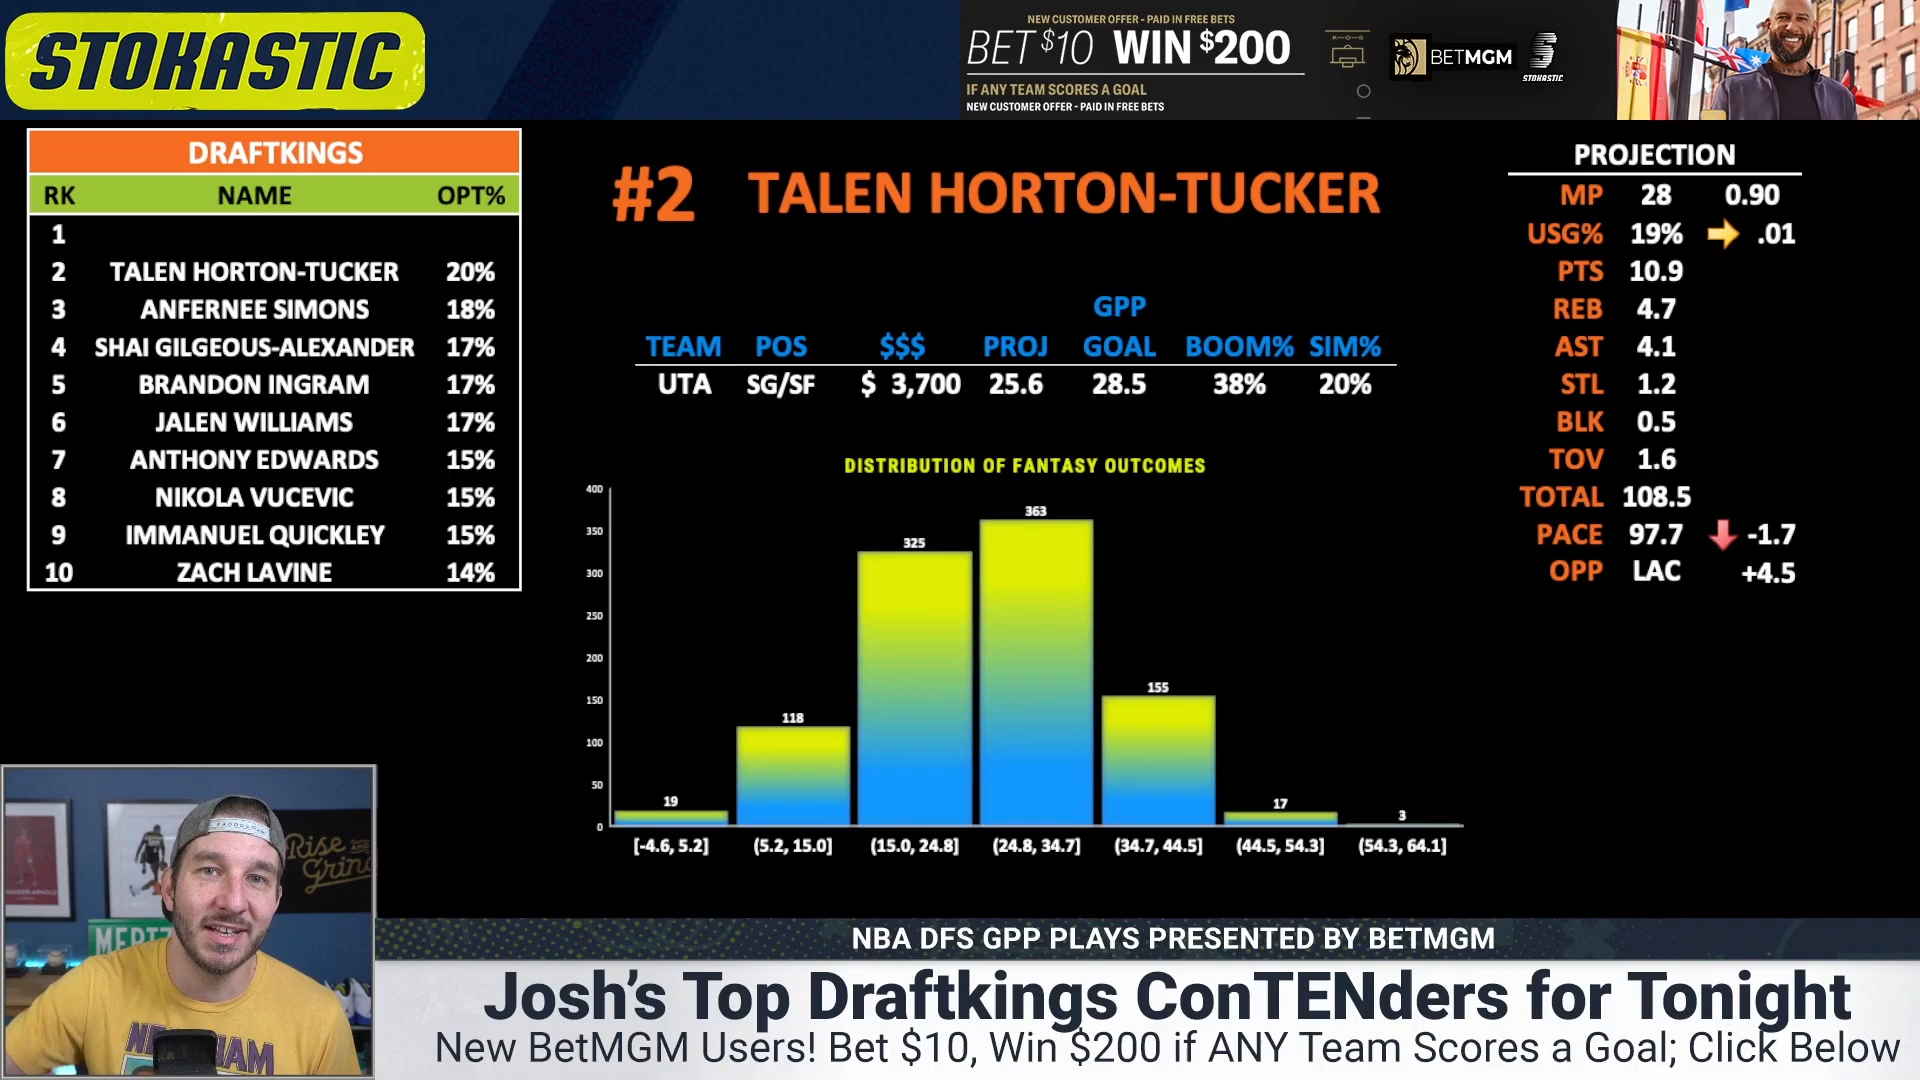 STOKASTIC
NEW CUSTOMER OFFER - PAID IN FREE BETS
BET $10 WIN $200
IF ANY TEAM SCORES A GOAL
NEW CUSTOMER OFFER - PAID IN FREE BETS
BETMGM
STOKASTIC
DRAFTKINGS
RK NAME OPT%
1
2 TALEN HORTON-TUCKER 20%
3 ANFERNEE SIMONS 18%
4 SHAI GILGEOUS-ALEXANDER 17%
5 BRANDON INGRAM 17%
6 JALEN WILLIAMS 17%
7 ANTHONY EDWARDS 15%
8 NIKOLA VUCEVIC 15%
9 IMMANUEL QUICKLEY 15%
10 ZACH LAVINE 14%
#2 TALEN HORTON-TUCKER
GPP
TEAM POS $$$ PROJ GOAL BOOM% SIM%
UTA SG/SF $ 3,700 25.6 28.5 38% 20%
DISTRIBUTION OF FANTASY OUTCOMES
400
350
300
250
200
150
100
50
0
19
118
325
363
155
17
3
[-4.6, 5.2] (5.2, 15.0] (15.0, 24.8] (24.8, 34.7] (34.7, 44.5] (44.5, 54.3] (54.3, 64.1]
PROJECTION
MP 28 0.90
USG% 19% .01
PTS 10.9
REB 4.7
AST 4.1
STL 1.2
BLK 0.5
TOV 1.6
TOTAL 108.5
PACE 97.7 -1.7
OPP LAC +4.5
Rise
Grind
NBA DFS GPP PLAYS PRESENTED BY BETMGM
Josh's Top Draftkings ConTENders for Tonight
New BetMGM Users! Bet $10, Win $200 if ANY Team Scores a Goal; Click Below